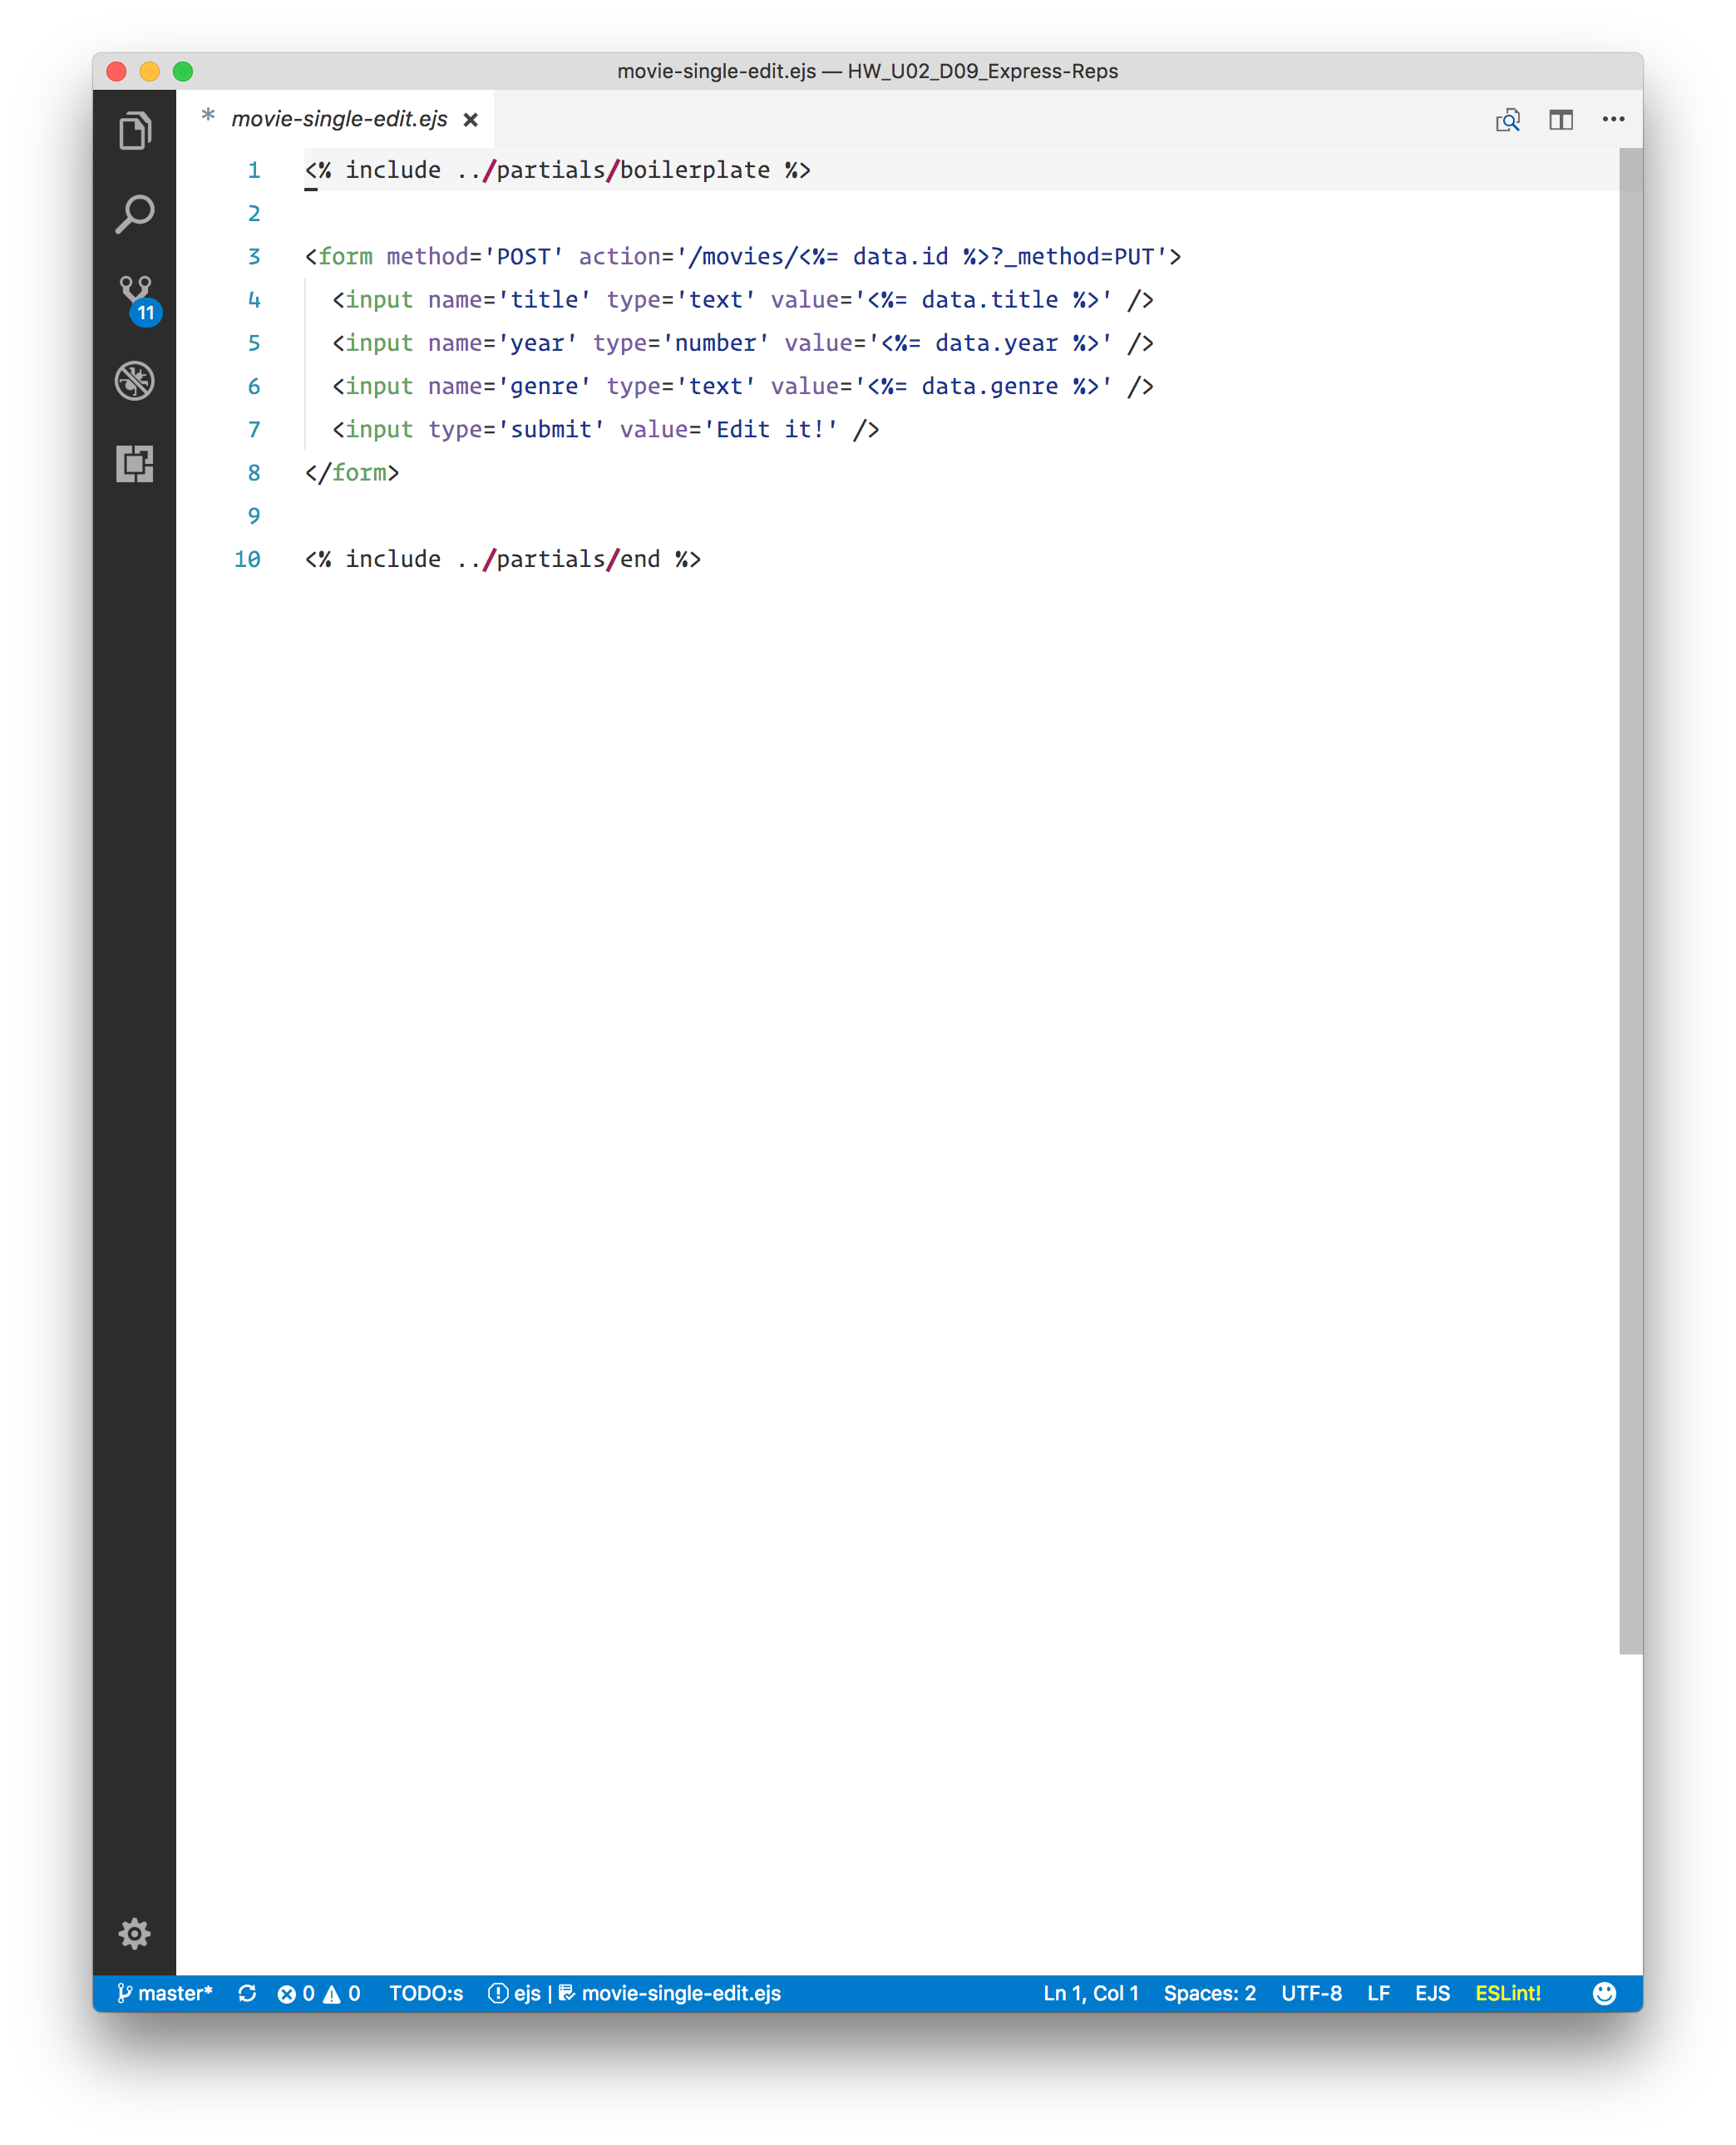 movie-single-edit.ejs — HW_U02_D09_Express-Reps
* movie-single-edit.ejs ×
1 <% include ../partials/boilerplate %>
2
3 <form method='POST' action='/movies/<%= data.id %>?_method=PUT'>
4   <input name='title' type='text' value='<%= data.title %>' />
5   <input name='year' type='number' value='<%= data.year %>' />
6   <input name='genre' type='text' value='<%= data.genre %>' />
7   <input type='submit' value='Edit it!' />
8 </form>
9
10 <% include ../partials/end %>
11
master* 0 0 TODO:s ejs | movie-single-edit.ejs Ln 1, Col 1 Spaces: 2 UTF-8 LF EJS ESLint!